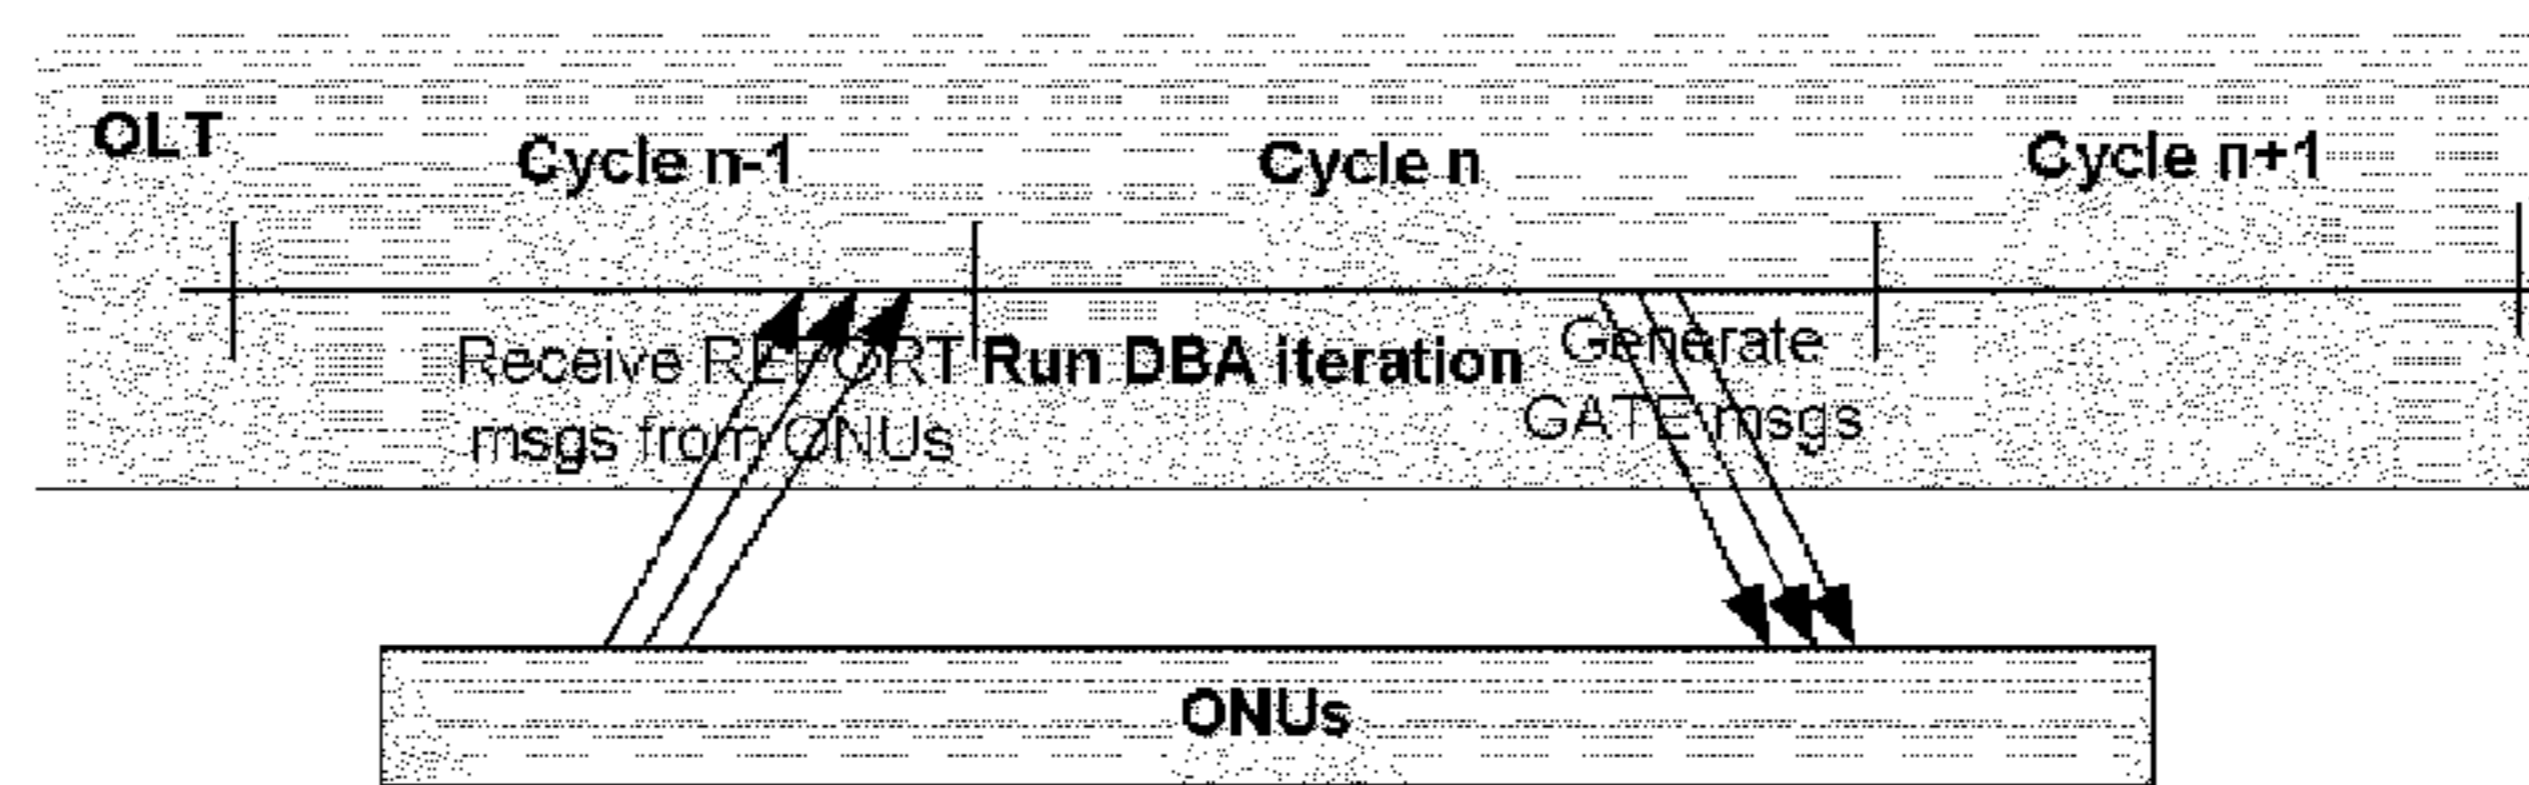 OLT
Cycle n-1
Cycle n
Cycle n+1
Receive REPORT
msgs from ONUs
Run DBA iteration
Generate
GATE msgs
ONUs